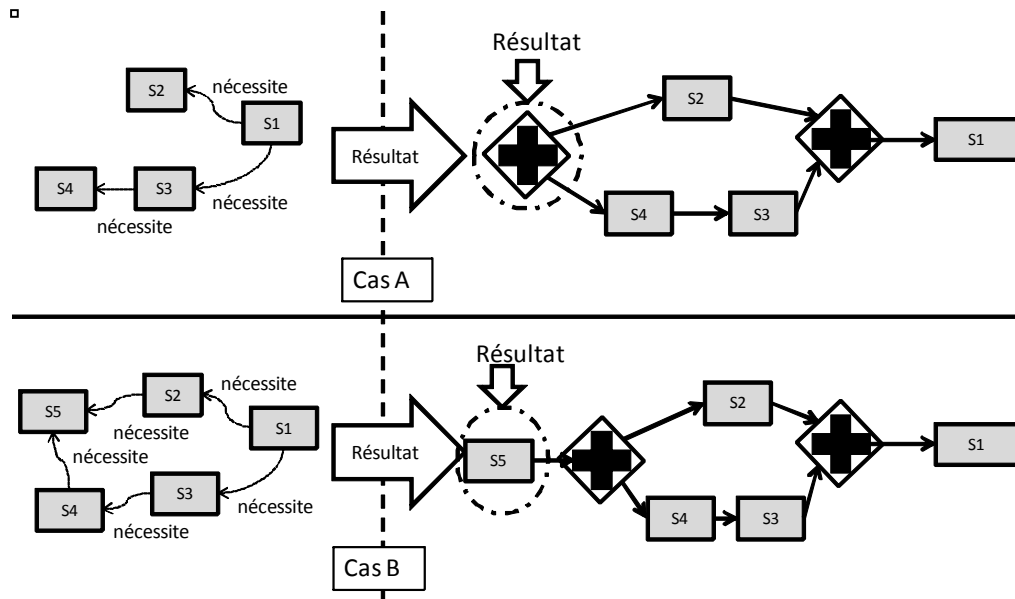 Résultat
S2
nécessite
S1
S4
S3
nécessite
nécessite
Résultat
S2
S4
S3
S1
Cas A
Résultat
S5
S2
nécessite
nécessite
S1
nécessite
S4
S3
nécessite
nécessite
Résultat
S5
S2
S4
S3
S1
Cas B